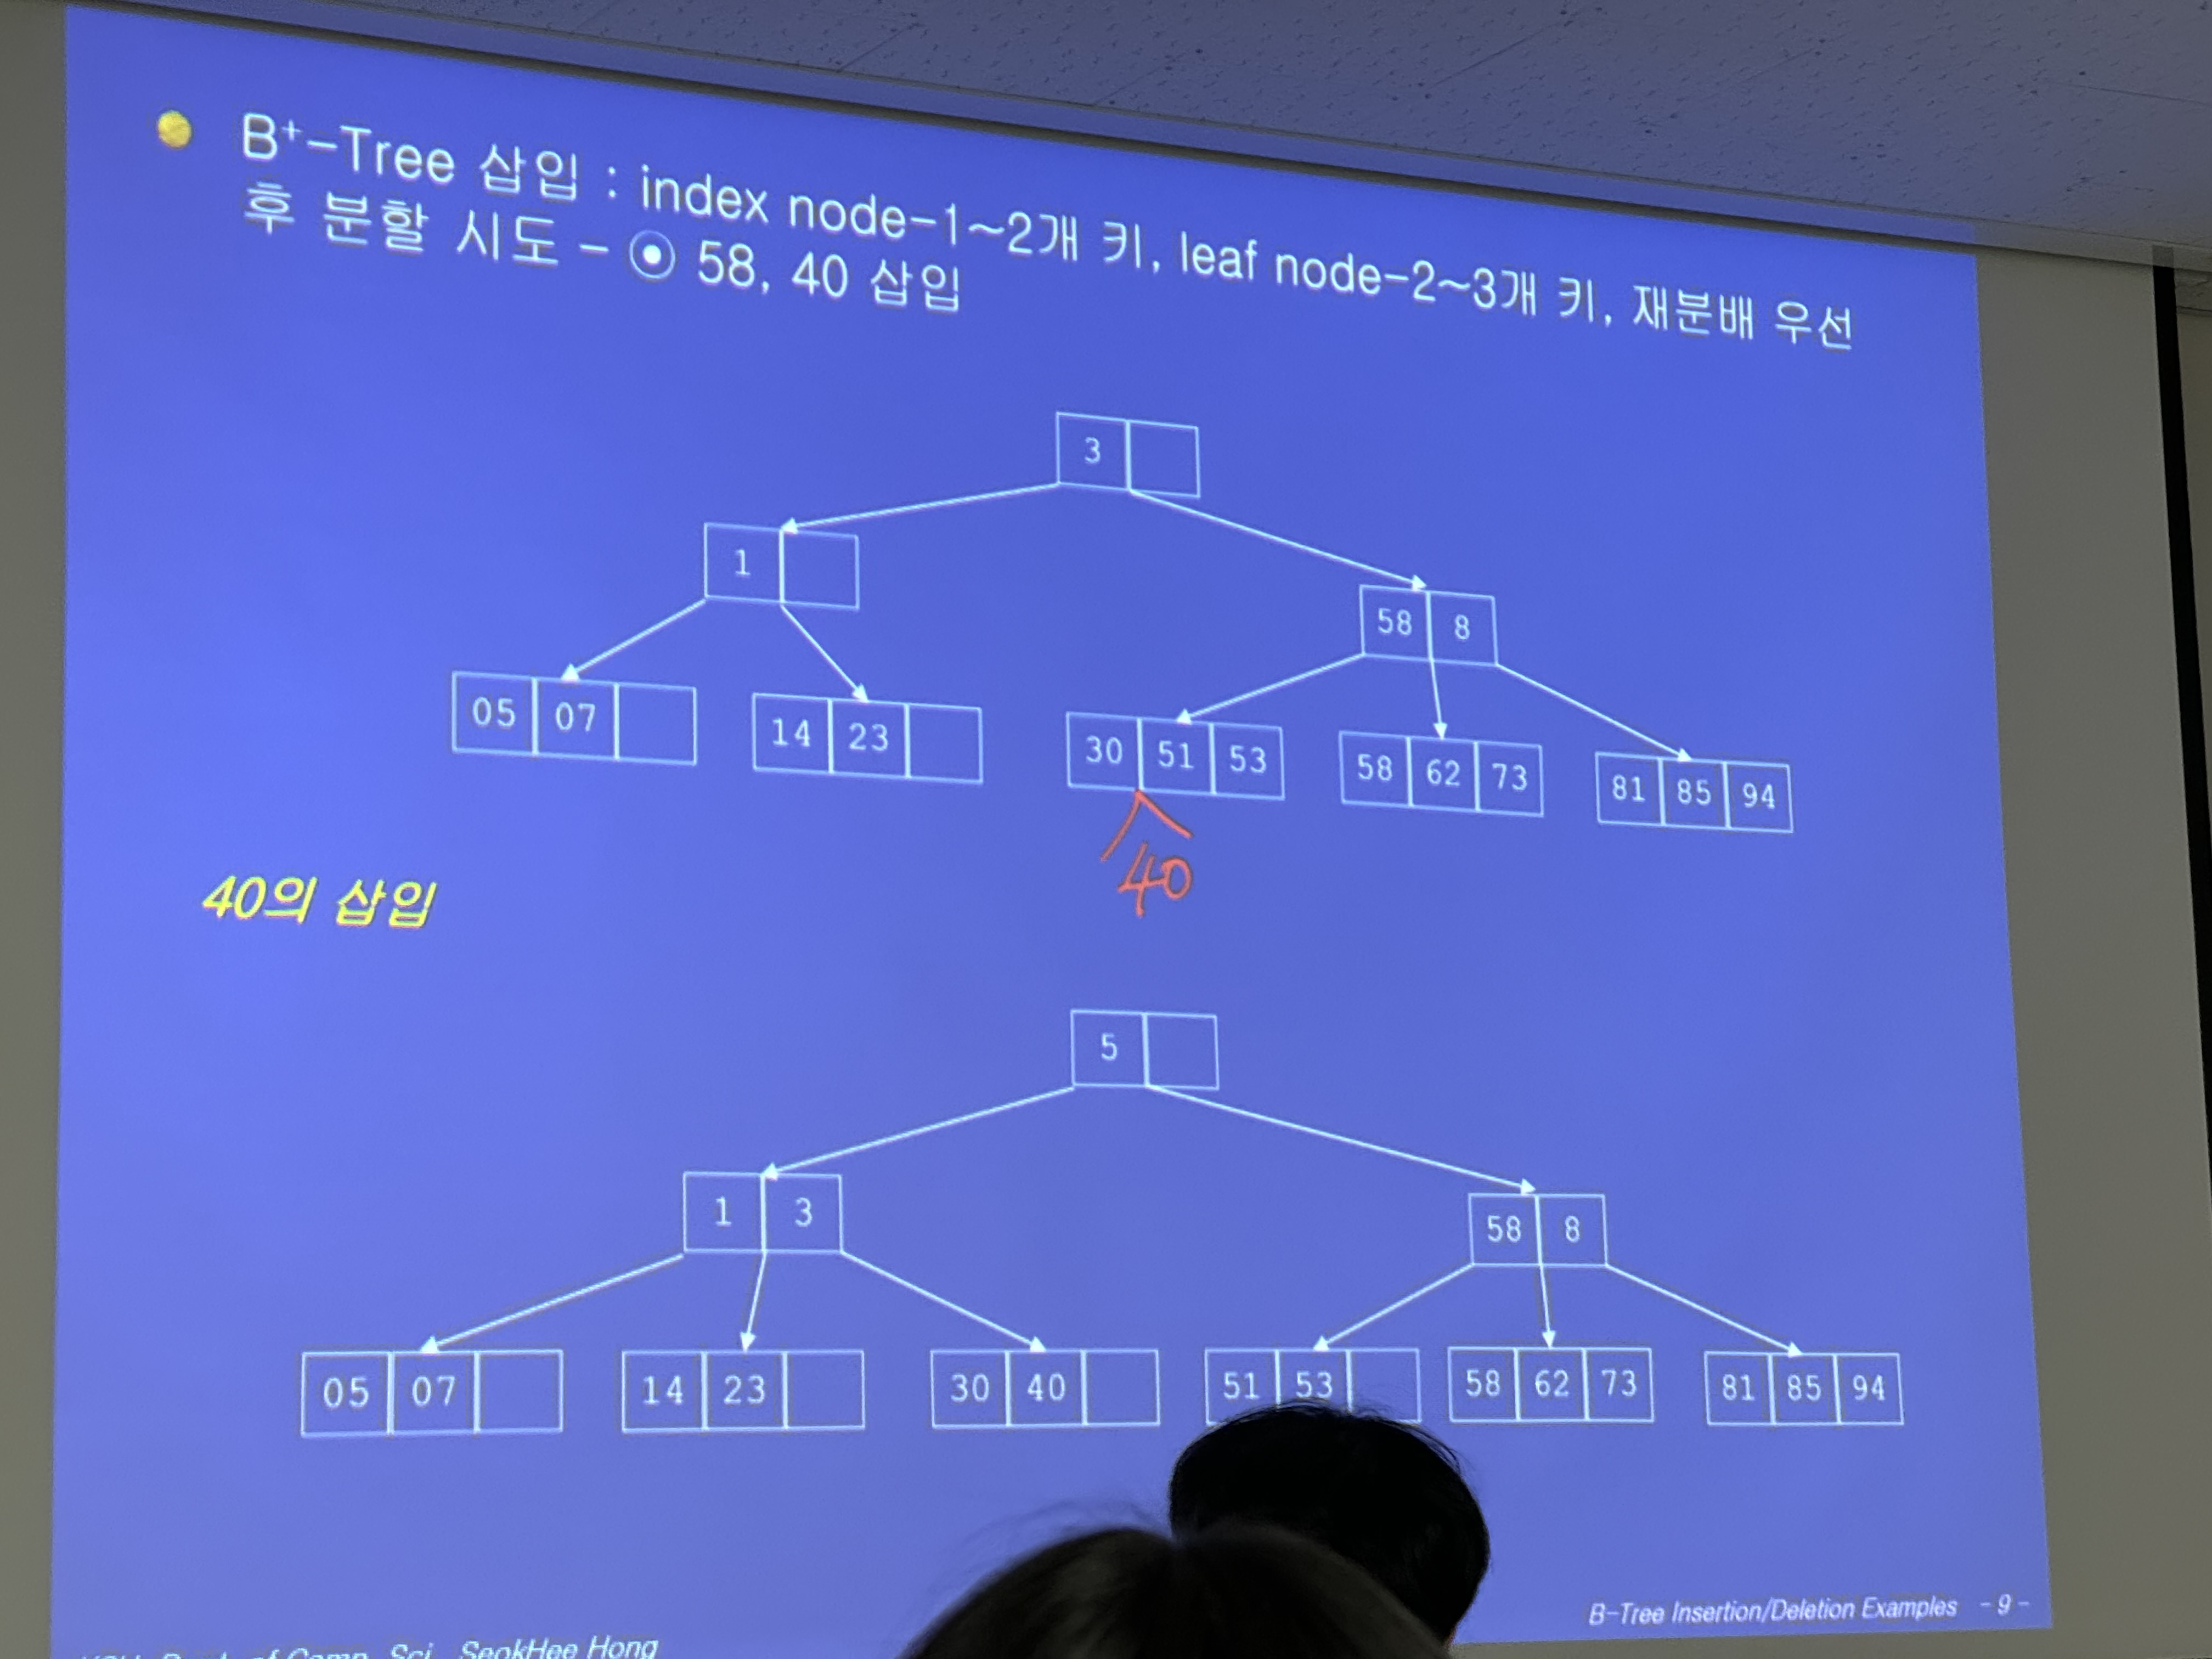 B⁺-Tree 삽입 : index node-1~2개 키, leaf node-2~3개 키, 재분배 우선
후 분할 시도 - ⊙ 58, 40 삽입
3
1
58 8
05 07
14 23
30 51 53
58 62 73
81 85 94
40
40의 삽입
5
1 3
58 8
05 07
14 23
30 40
51 53
58 62 73
81 85 94
B-Tree Insertion/Deletion Examples - 9 -
Dept. of Comp. Sci. SeokHee Hong